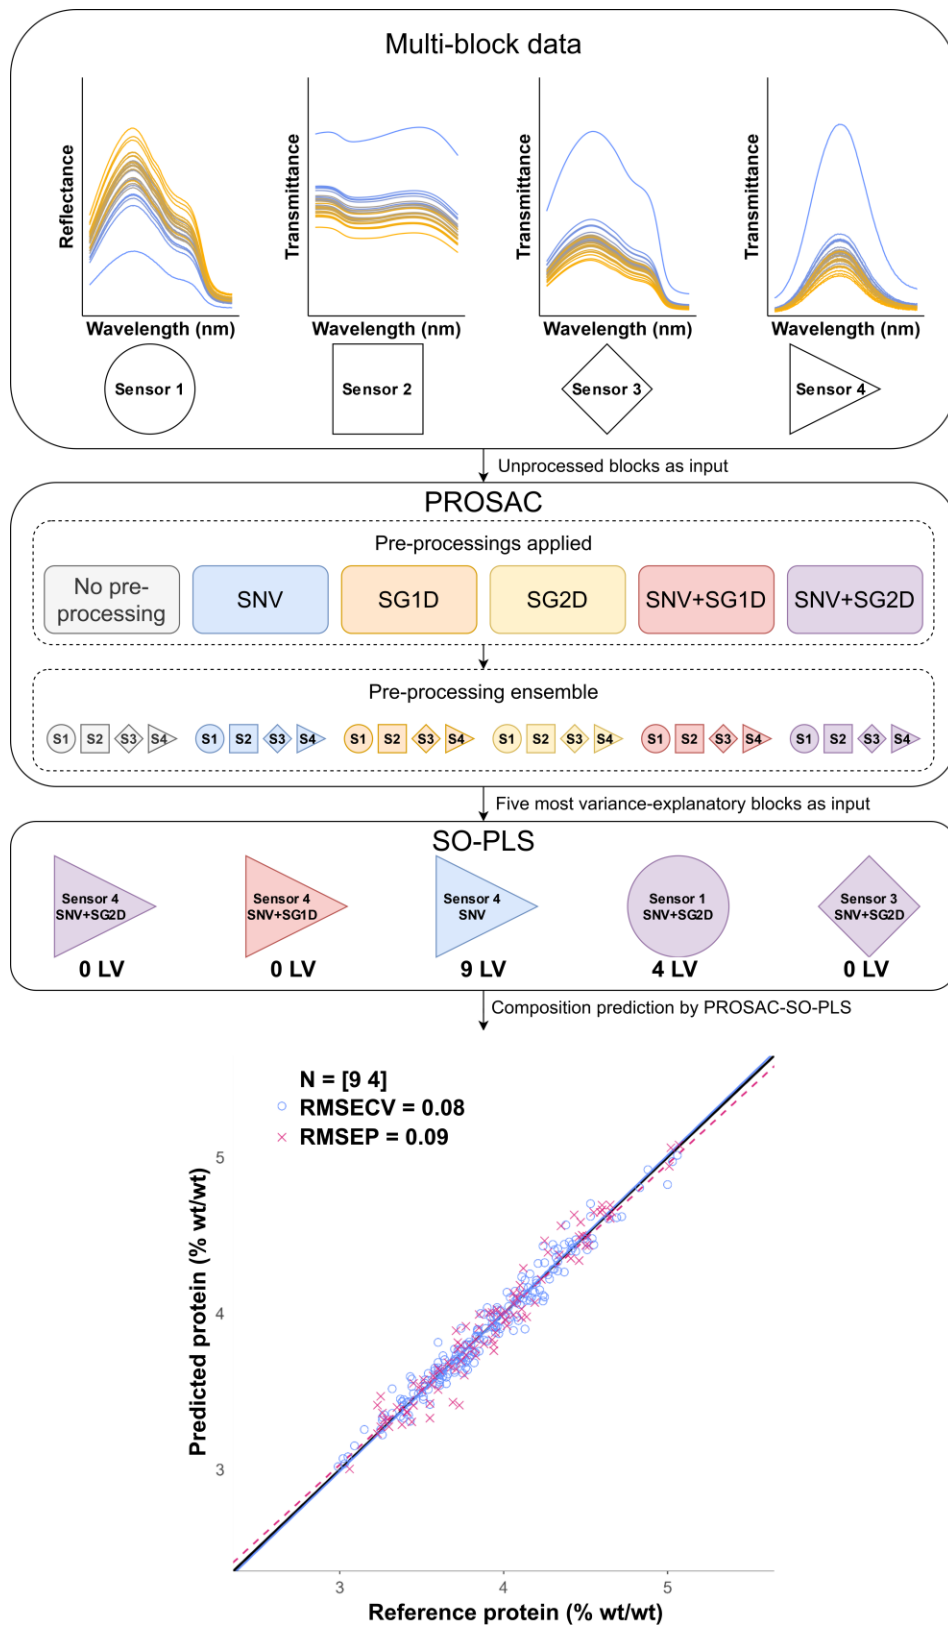 Multi-block data
Reflectance
Wavelength (nm)
Sensor 1
Transmittance
Wavelength (nm)
Sensor 2
Transmittance
Wavelength (nm)
Sensor 3
Transmittance
Wavelength (nm)
Sensor 4
Unprocessed blocks as input
PROSAC
Pre-processings applied
No pre-
processing
SNV
SG1D
SG2D
SNV+SG1D
SNV+SG2D
Pre-processing ensemble
S1 S2 S3 S4
S1 S2 S3 S4
S1 S2 S3 S4
S1 S2 S3 S4
S1 S2 S3 S4
S1 S2 S3 S4
Five most variance-explanatory blocks as input
SO-PLS
Sensor 4
SNV+SG2D
0 LV
Sensor 4
SNV+SG1D
0 LV
Sensor 4
SNV
9 LV
Sensor 1
SNV+SG2D
4 LV
Sensor 3
SNV+SG2D
0 LV
Composition prediction by PROSAC-SO-PLS
N = [9 4]
RMSECV = 0.08
RMSEP = 0.09
Predicted protein (% wt/wt)
5
4
3
3 4 5
Reference protein (% wt/wt)